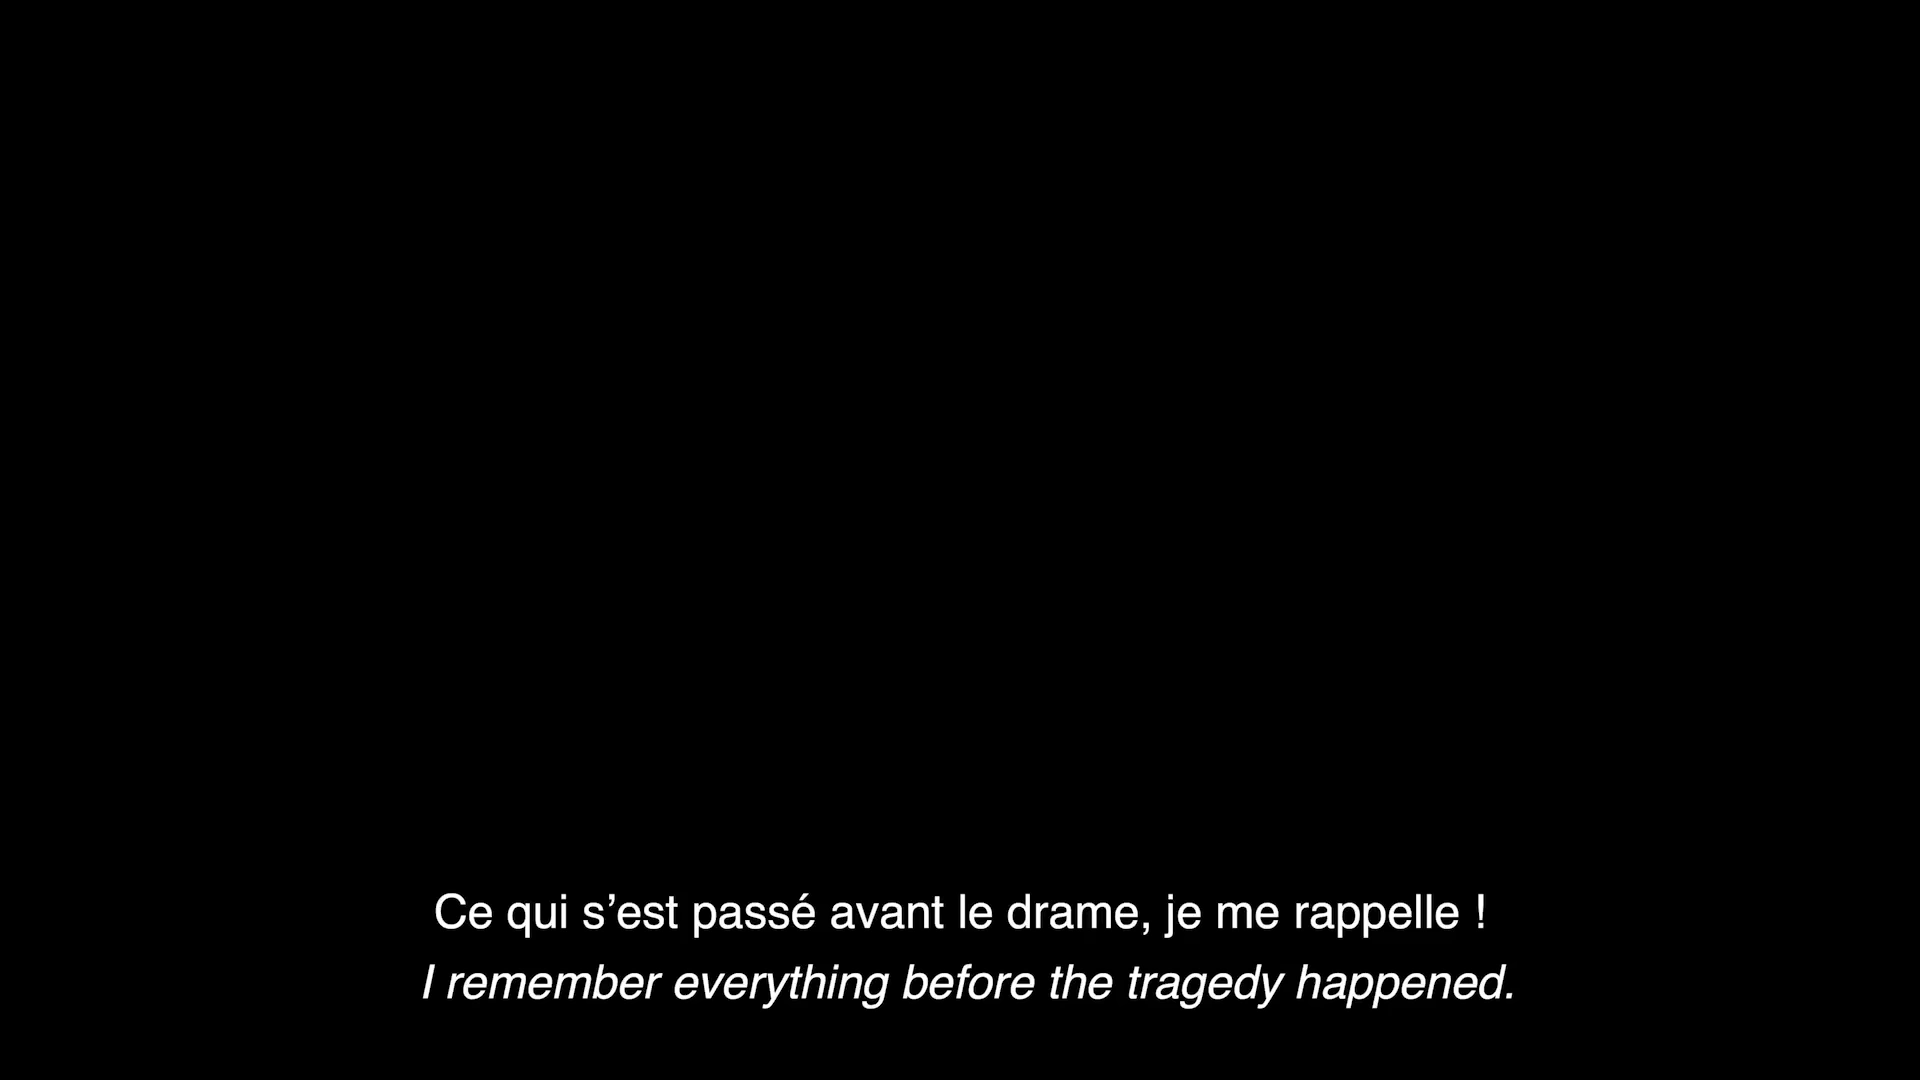 Ce qui s’est passé avant le drame, je me rappelle !
I remember everything before the tragedy happened.